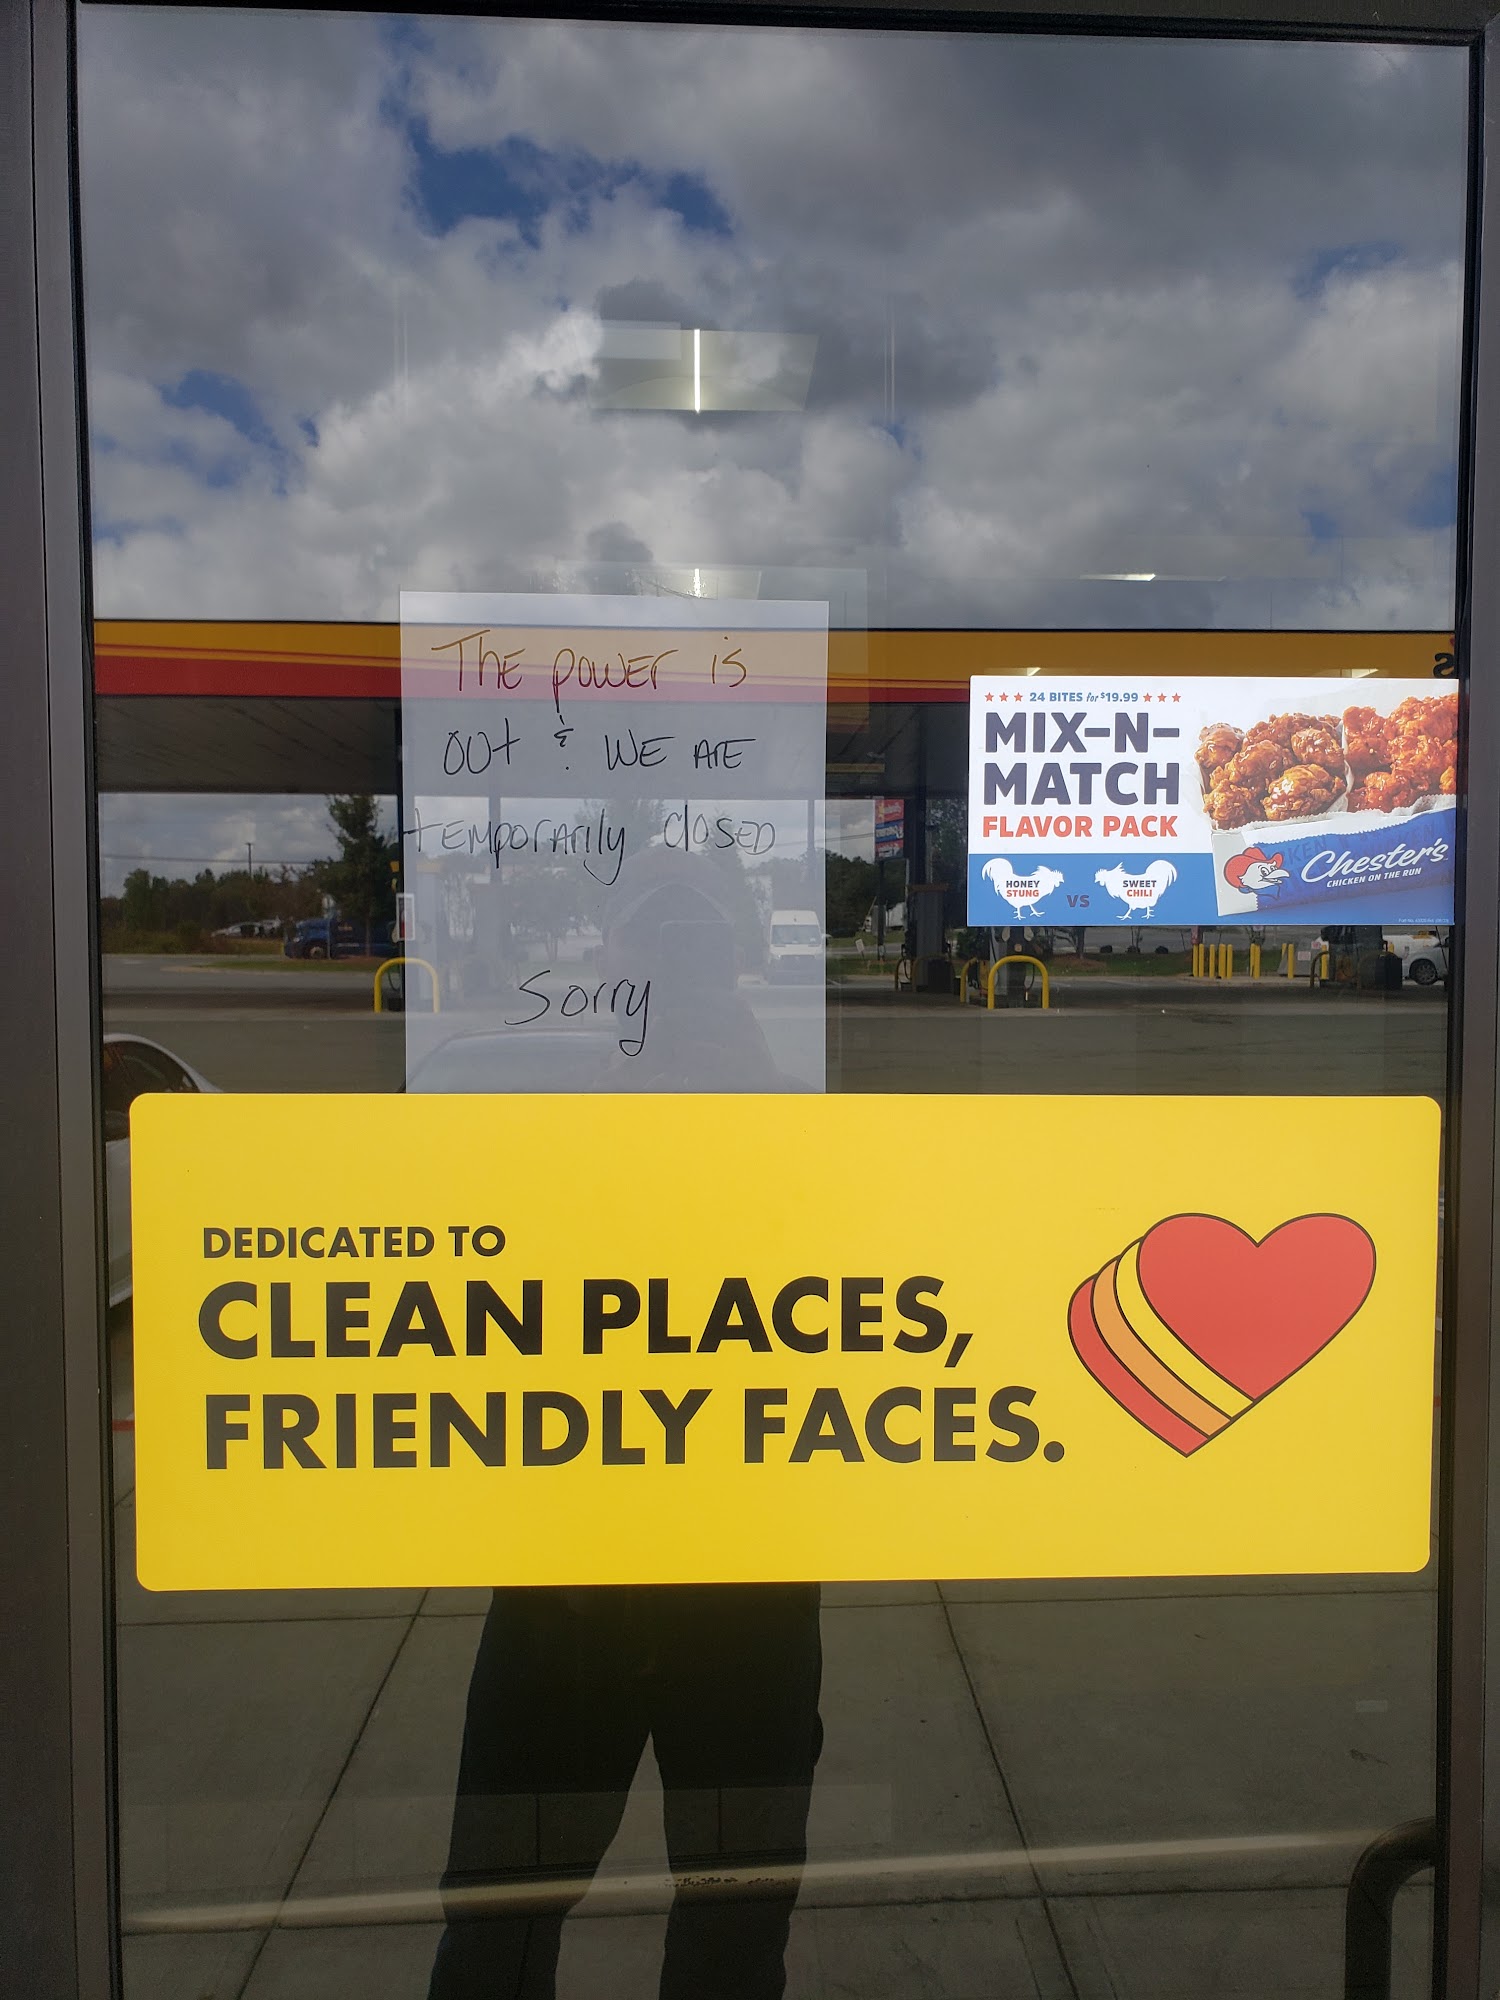 The power is
out & we are
temporarily closed
Sorry
★ ★ ★ 24 BITES for $19.99 ★ ★ ★
MIX-N-
MATCH
FLAVOR PACK
HONEY
STUNG
VS
SWEET
CHILI
Chester's
CHICKEN ON THE RUN
DEDICATED TO
CLEAN PLACES,
FRIENDLY FACES.